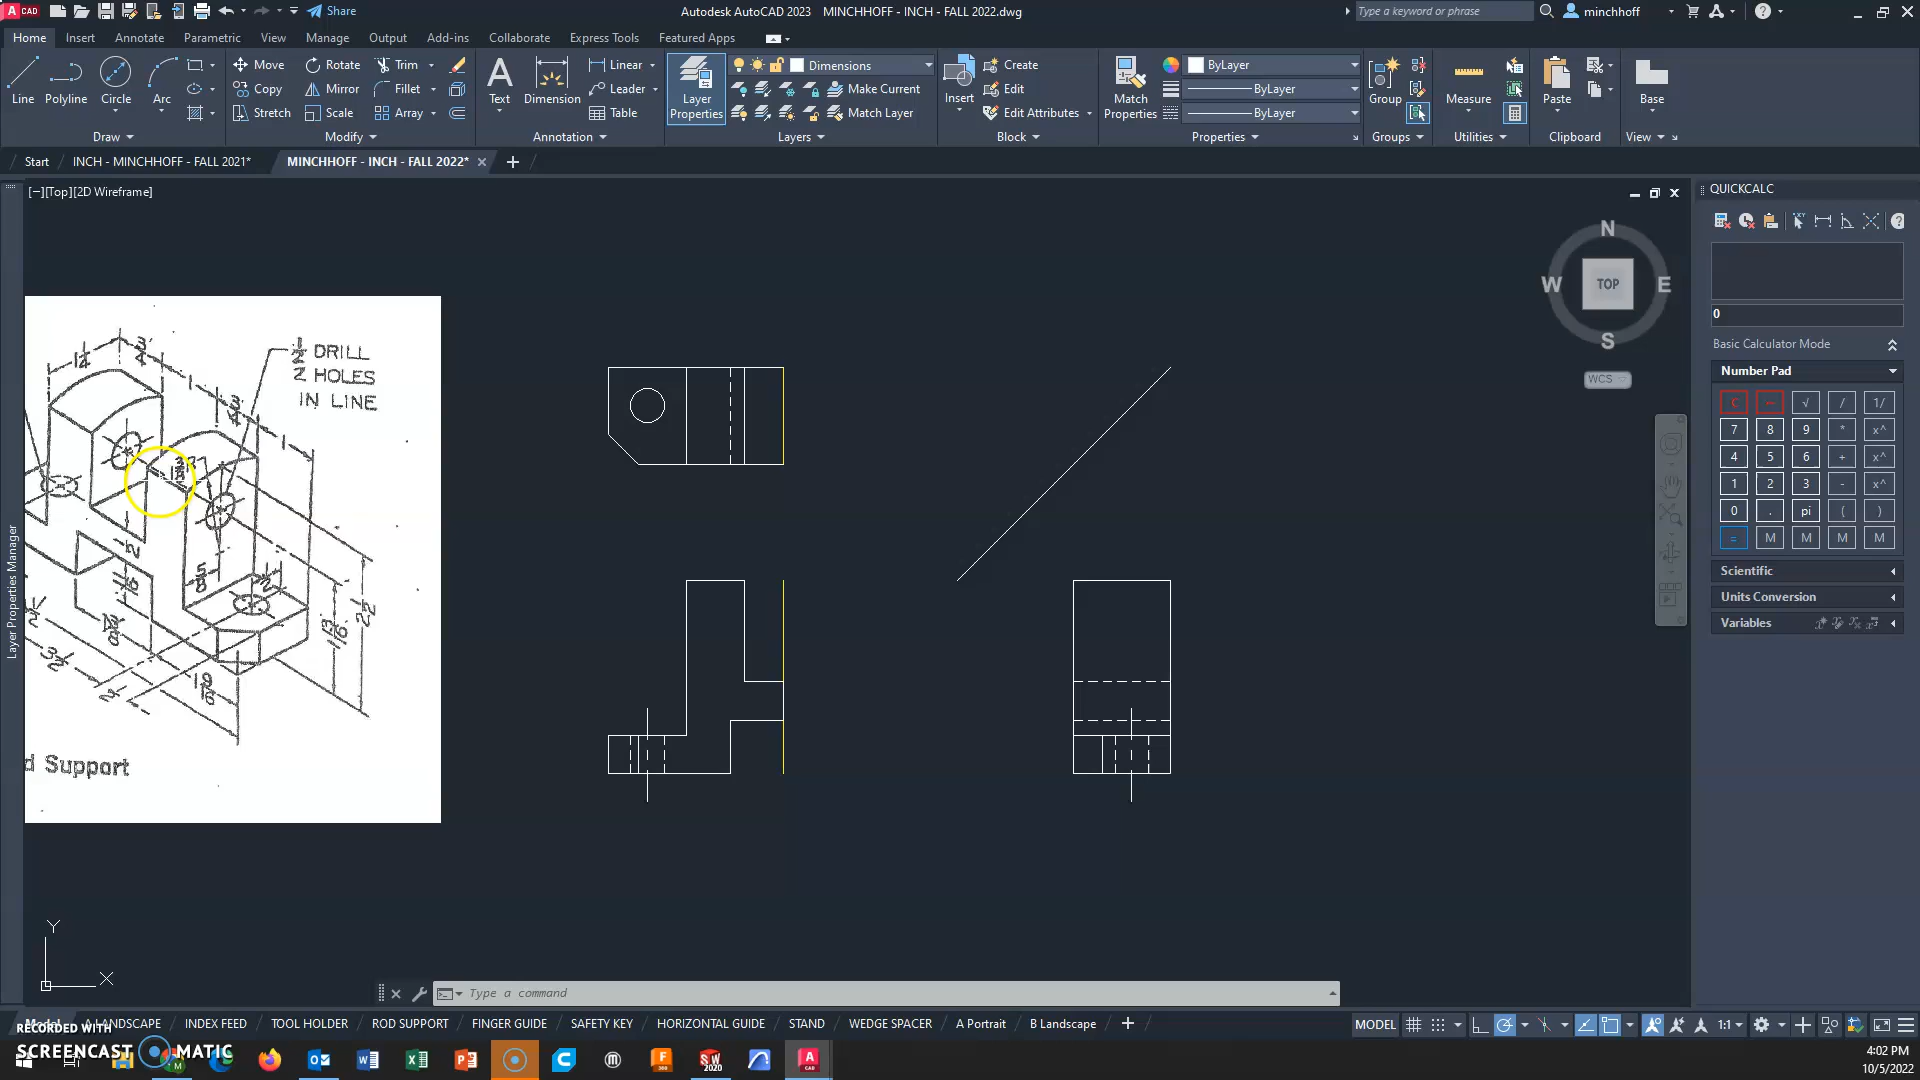 A CAD
Share
Autodesk AutoCAD 2023 MINCHHOFF - INCH - FALL 2022.dwg
Type a keyword or phrase
minchhoff
Home Insert Annotate Parametric View Manage Output Add-ins Collaborate Express Tools Featured Apps
Line Polyline Circle Arc
Move Rotate Trim
Copy Mirror Fillet
Stretch Scale Array
Text Dimension
Linear
Leader
Table
Layer Properties
Dimensions
Make Current
Match Layer
Insert
Create
Edit
Edit Attributes
Match Properties
ByLayer
ByLayer
ByLayer
Group
Measure
Paste
Base
Draw Modify Annotation Layers Block Properties Groups Utilities Clipboard View
Start INCH - MINCHHOFF - FALL 2021* MINCHHOFF - INCH - FALL 2022*
[−][Top][2D Wireframe]
N
W TOP E
S
WCS
QUICKCALC
0
Basic Calculator Mode
Number Pad
C √ / 1/
7 8 9 * x^
4 5 6 + x^
1 2 3 - x^
0 . pi ( )
= M M M M
Scientific
Units Conversion
Variables
Layer Properties Manager
1/2 DRILL
2 HOLES
IN LINE
d Support
Y
X
Type a command
Model A LANDSCAPE INDEX FEED TOOL HOLDER ROD SUPPORT FINGER GUIDE SAFETY KEY HORIZONTAL GUIDE STAND WEDGE SPACER A Portrait B Landscape
MODEL 1:1
RECORDED WITH
SCREENCAST MATIC
4:02 PM
10/5/2022